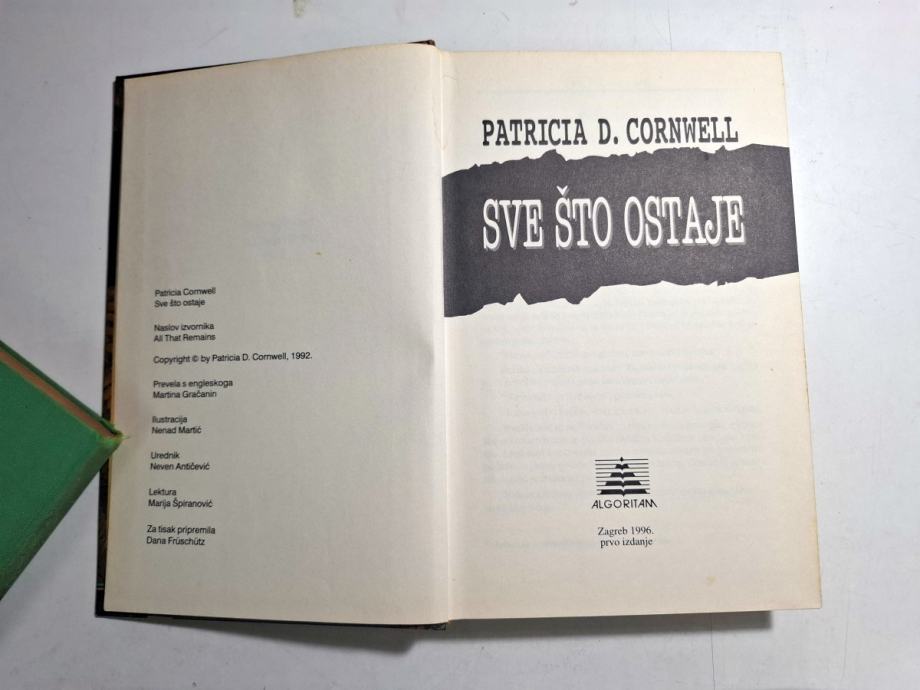 Patricia Cornwell
Sve što ostaje
Naslov izvornika
All That Remains
Copyright © by Patricia D. Cornwell, 1992.
Prevela s engleskoga
Martina Gračanin
Ilustracija
Nenad Martić
Urednik
Neven Antičević
Lektura
Marija Špiranović
Za tisak pripremila
Dana Früschütz
PATRICIA D. CORNWELL
SVE ŠTO OSTAJE
ALGORITAM
Zagreb 1996.
prvo izdanje